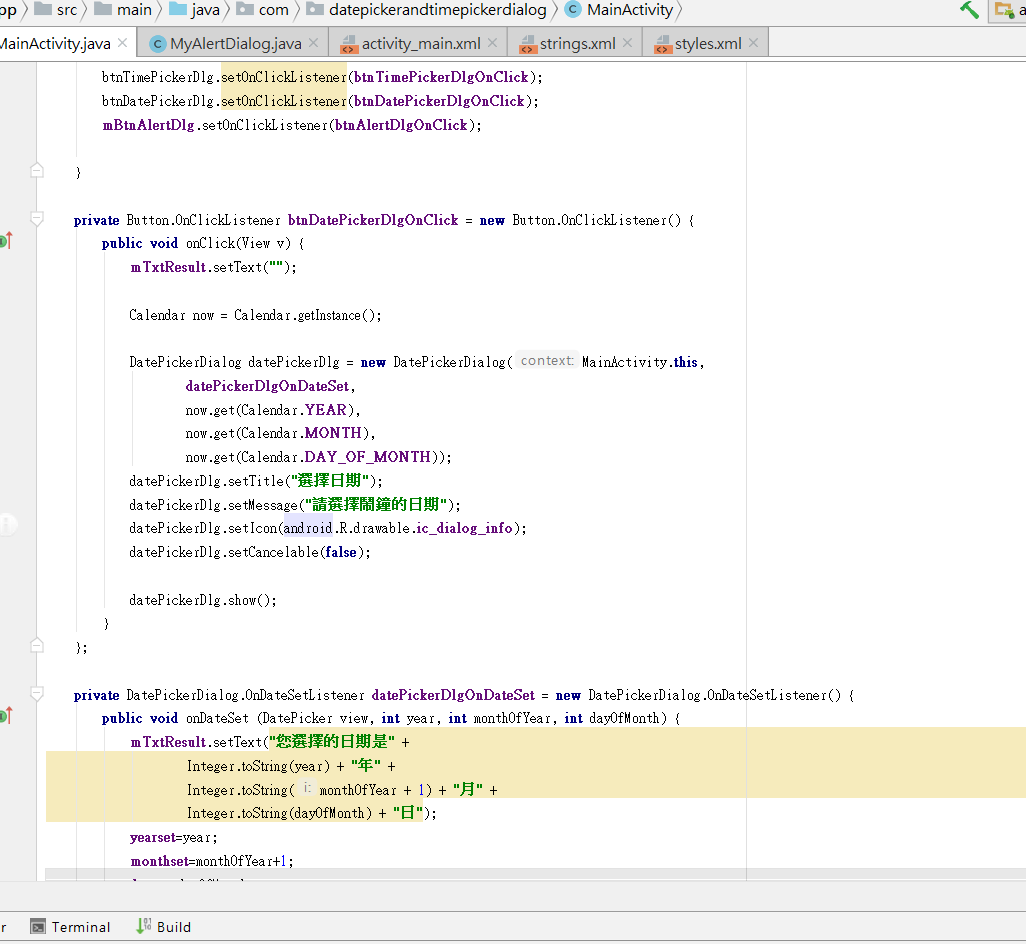 pp src main java com datepickerandtimepickerdialog MainActivity
MainActivity.java MyAlertDialog.java activity_main.xml strings.xml styles.xml
btnTimePickerDlg.setOnClickListener(btnTimePickerDlgOnClick);
btnDatePickerDlg.setOnClickListener(btnDatePickerDlgOnClick);
mBtnAlertDlg.setOnClickListener(btnAlertDlgOnClick);
}
private Button.OnClickListener btnDatePickerDlgOnClick = new Button.OnClickListener() {
public void onClick(View v) {
mTxtResult.setText("");
Calendar now = Calendar.getInstance();
DatePickerDialog datePickerDlg = new DatePickerDialog( context: MainActivity.this,
datePickerDlgOnDateSet,
now.get(Calendar.YEAR),
now.get(Calendar.MONTH),
now.get(Calendar.DAY_OF_MONTH));
datePickerDlg.setTitle("選擇日期");
datePickerDlg.setMessage("請選擇鬧鐘的日期");
datePickerDlg.setIcon(android.R.drawable.ic_dialog_info);
datePickerDlg.setCancelable(false);
datePickerDlg.show();
}
};
private DatePickerDialog.OnDateSetListener datePickerDlgOnDateSet = new DatePickerDialog.OnDateSetListener() {
public void onDateSet (DatePicker view, int year, int monthOfYear, int dayOfMonth) {
mTxtResult.setText("您選擇的日期是" +
Integer.toString(year) + "年" +
Integer.toString( i: monthOfYear + 1) + "月" +
Integer.toString(dayOfMonth) + "日");
yearset=year;
monthset=monthOfYear+1;
r Terminal Build